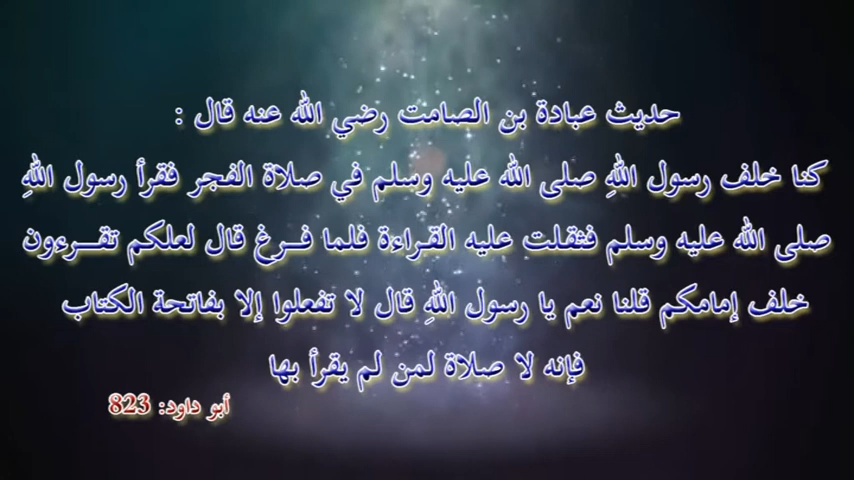 حديث عبادة بن الصامت رضي الله عنه قال :
كنا خلف رسول اللهِ صلى الله عليه وسلم في صلاة الفجر فقرأ رسول اللهِ
صلى الله عليه وسلم فثقلت عليه القراءة فلما فــرغ قال لعلكم تقــرءون
خلف إمامكم قلنا نعم يا رسول اللهِ قال لا تفعلوا إلا بفاتحة الكتاب
فإنه لا صلاة لمن لم يقرأ بها
أبو داود: 823